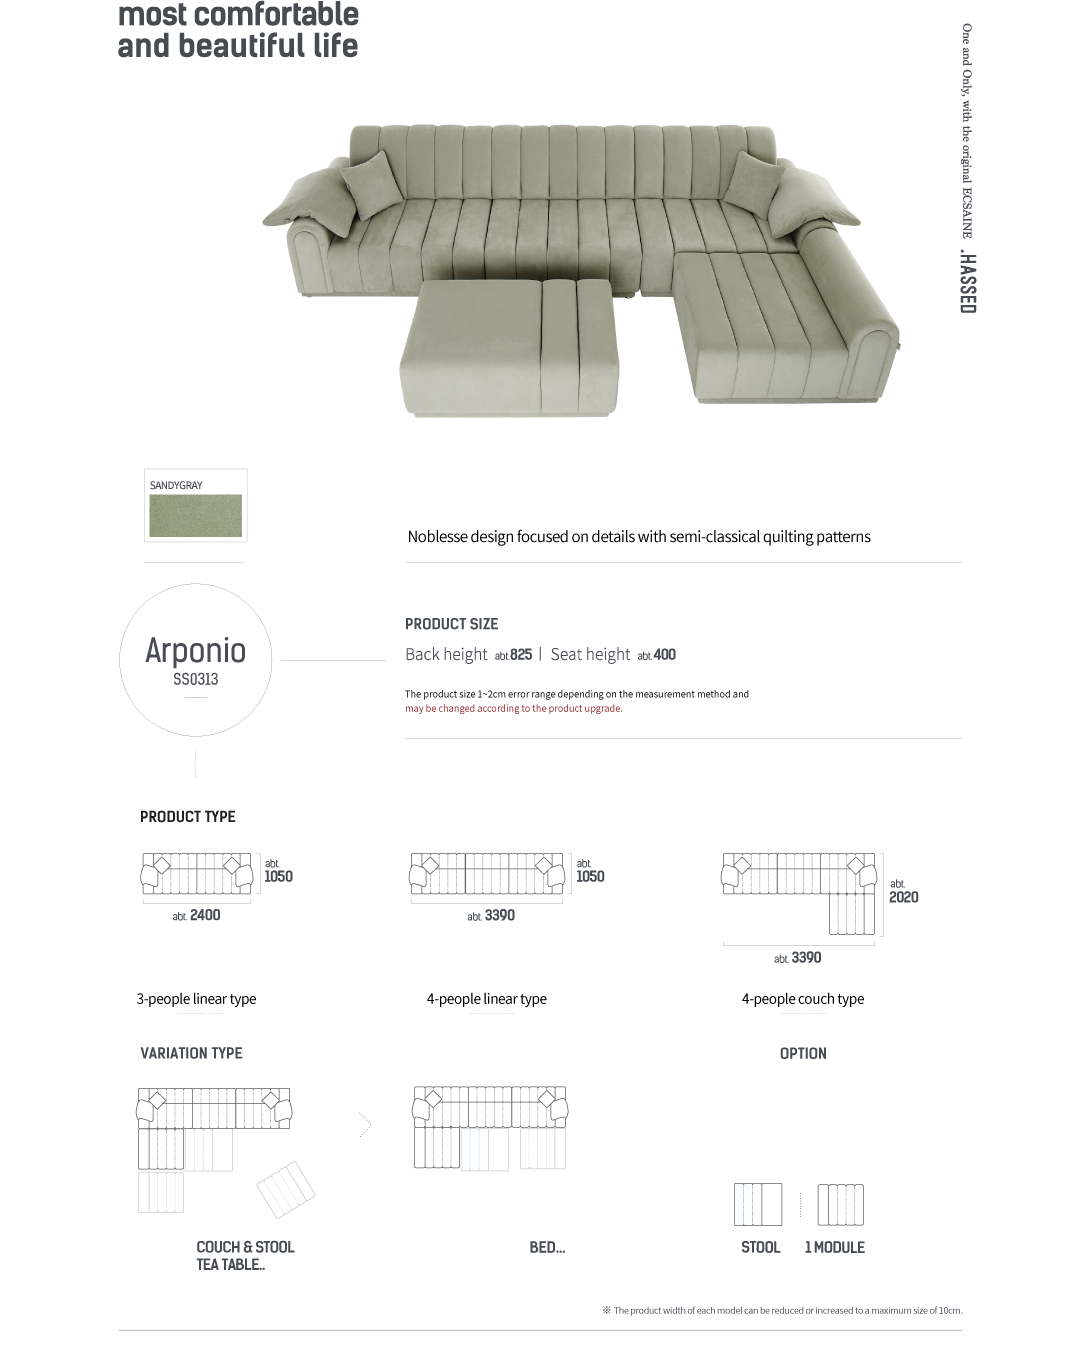 most comfortable
and beautiful life
One and Only, with the original ECSAINE .HASSED
SANDYGRAY
Noblesse design focused on details with semi-classical quilting patterns
Arponio
SS0313
PRODUCT SIZE
Back height abt.825 | Seat height abt.400
The product size 1~2cm error range depending on the measurement method and
may be changed according to the product upgrade.
PRODUCT TYPE
abt.
1050
abt. 2400
3-people linear type
abt.
1050
abt. 3390
4-people linear type
abt.
2020
abt. 3390
4-people couch type
VARIATION TYPE
OPTION
COUCH & STOOL
TEA TABLE..
BED...
STOOL
1 MODULE
※ The product width of each model can be reduced or increased to a maximum size of 10cm.